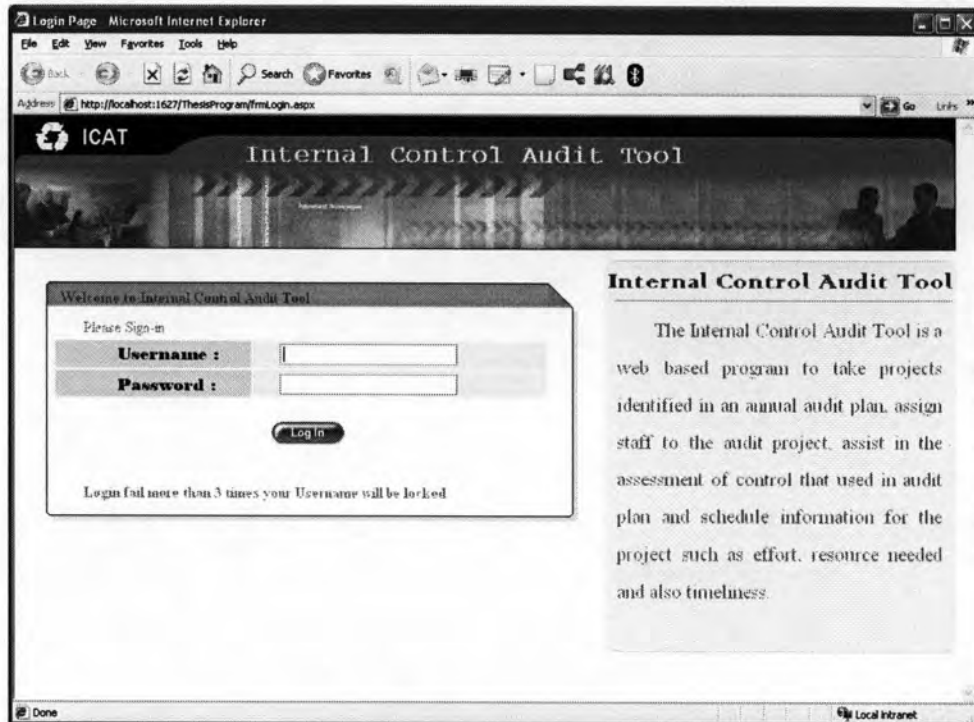 Login Page Microsoft Internet Explorer
File Edit View Favorites Tools Help
Back Search Favorites
Address http://localhost:1627/ThesisProgram/frmLogin.aspx Go Links »
ICAT
Internal Control Audit Tool
Welcome to Internal Control Audit Tool
Please Sign-in
Username :
Password :
Log In
Login fail more than 3 times your Username will be locked
Internal Control Audit Tool
The Internal Control Audit Tool is a
web based program to take projects
identified in an annual audit plan, assign
staff to the audit project, assist in the
assessment of control that used in audit
plan and schedule information for the
project such as effort, resource needed
and also timeliness
Done Local intranet